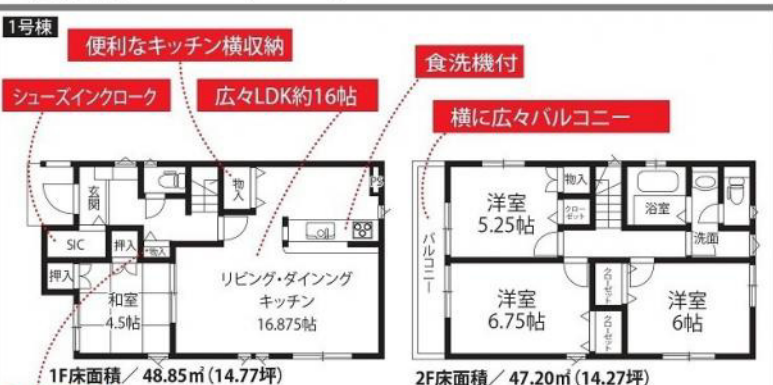 1号棟
便利なキッチン横収納
食洗機付
シューズインクローク
広々LDK約16帖
横に広々バルコニー
玄関
物入
PS
SIC
押入
物入
押入
和室
4.5帖
リビング・ダイニング
キッチン
16.875帖
1F床面積／48.85㎡(14.77坪)
バルコニー
洋室
5.25帖
物入
クローゼット
浴室
洗面
洋室
6.75帖
クローゼット
クローゼット
洋室
6帖
2F床面積／47.20㎡(14.27坪)